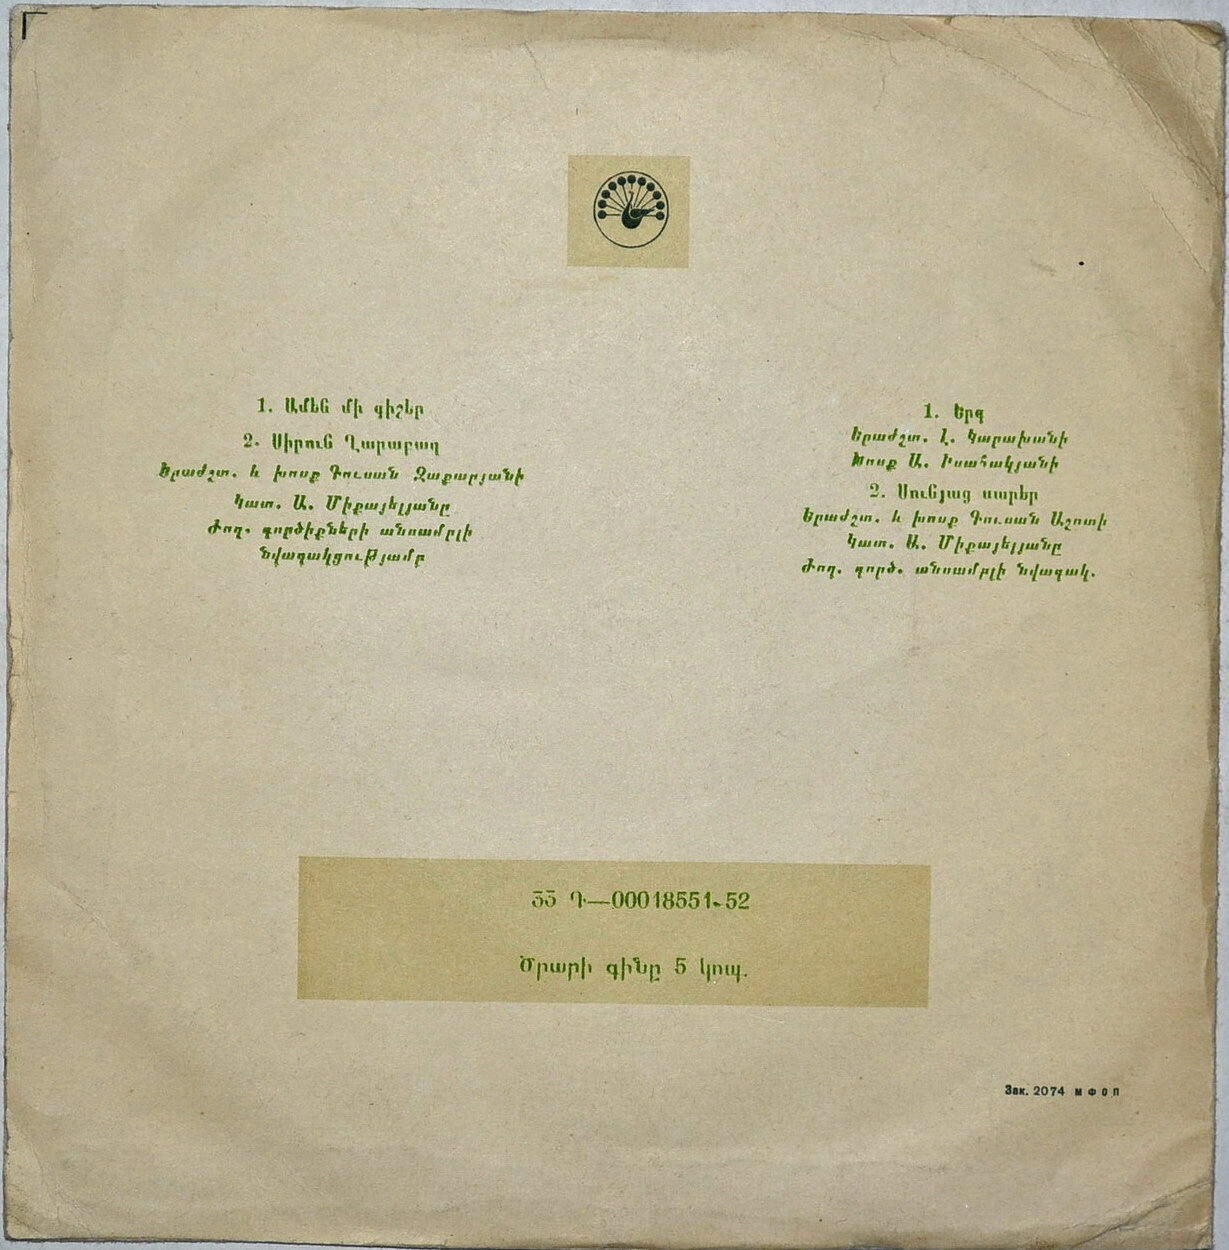 1. Ամեն մի գիշեր
2. Սիրուն Ղարաբաղ
Երաժշտ. և խոսք Գուսան Զաքարյանի
Կատ. Ա. Միքայելյանը
Ժող. գործիքների անսամբլի
նվագակցությամբ
1. Երգ
Երաժշտ. Լ. Կարախանի
Խոսք Ա. Իսահակյանի
2. Սունյաց սարեր
Երաժշտ. և խոսք Գուսան Աշոտի
Կատ. Ա. Միքայելյանը
Ժող. գործ. անսամբլի նվագակ.
33 Դ—00018551-52
Ծրարի գինը 5 կոպ.
Зак. 2074 МФОП